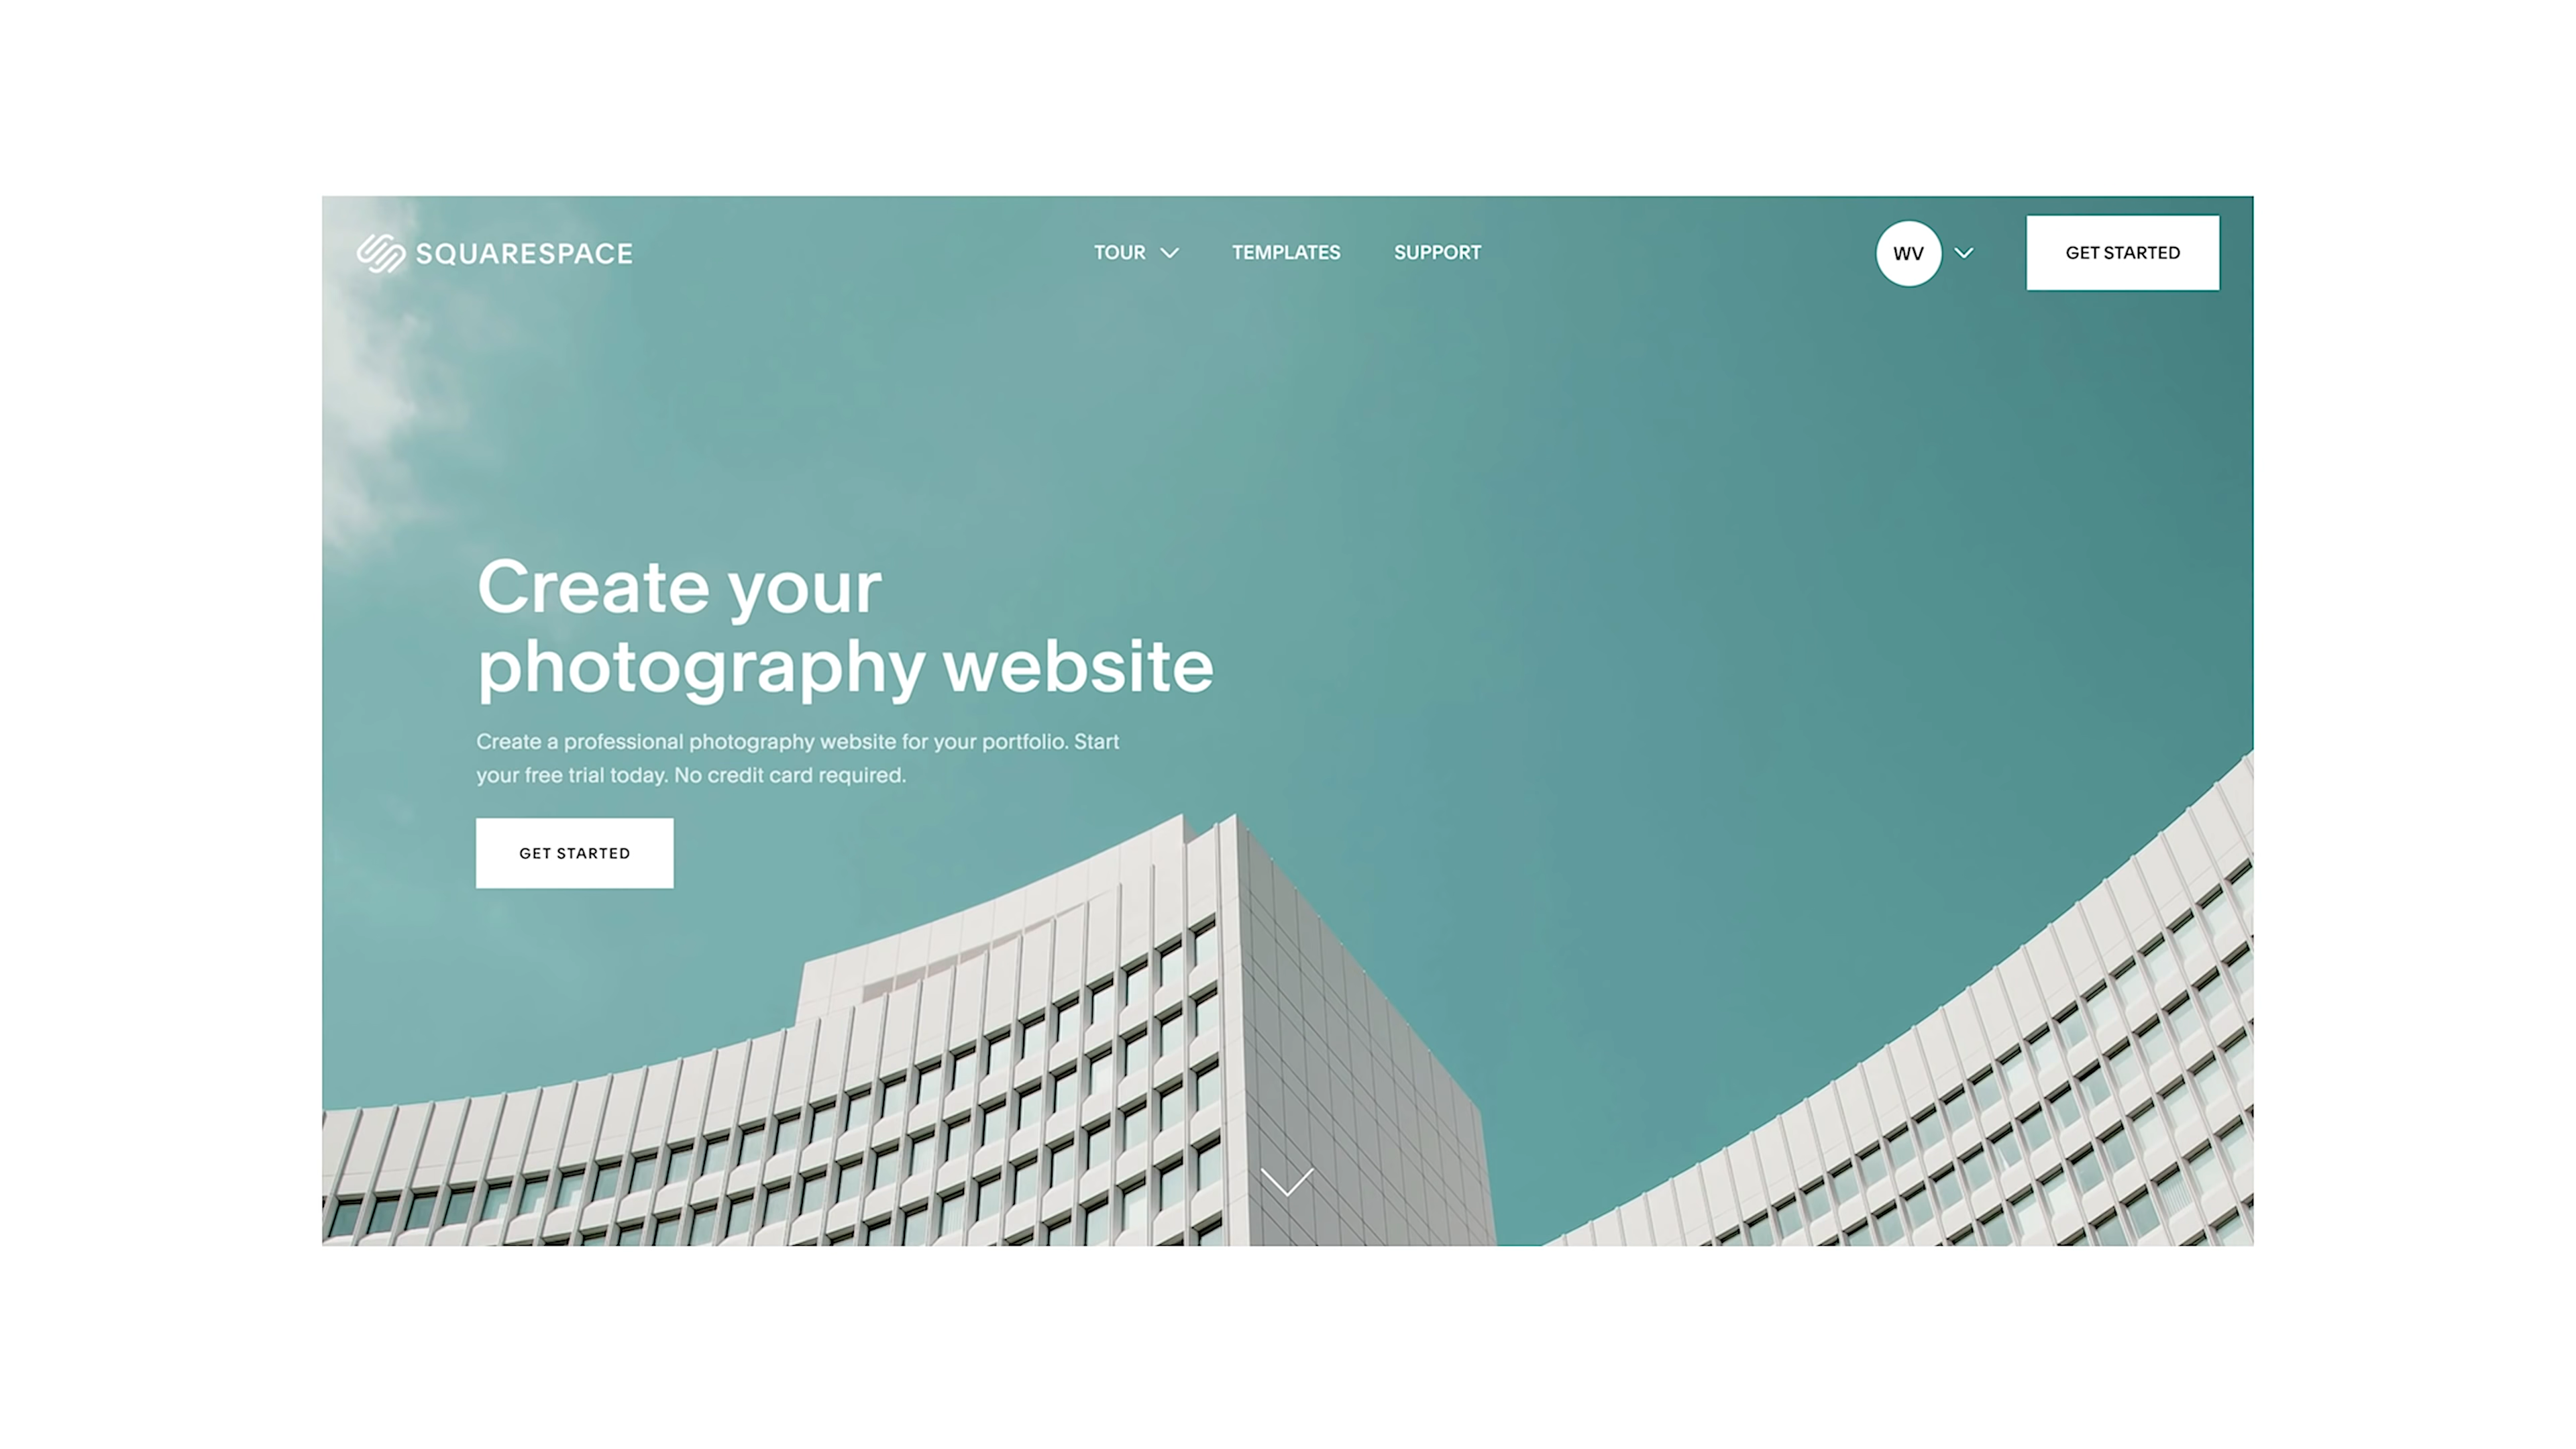 SQUARESPACE
TOUR
TEMPLATES
SUPPORT
WV
GET STARTED
Create your
photography website
Create a professional photography website for your portfolio. Start
your free trial today. No credit card required.
GET STARTED